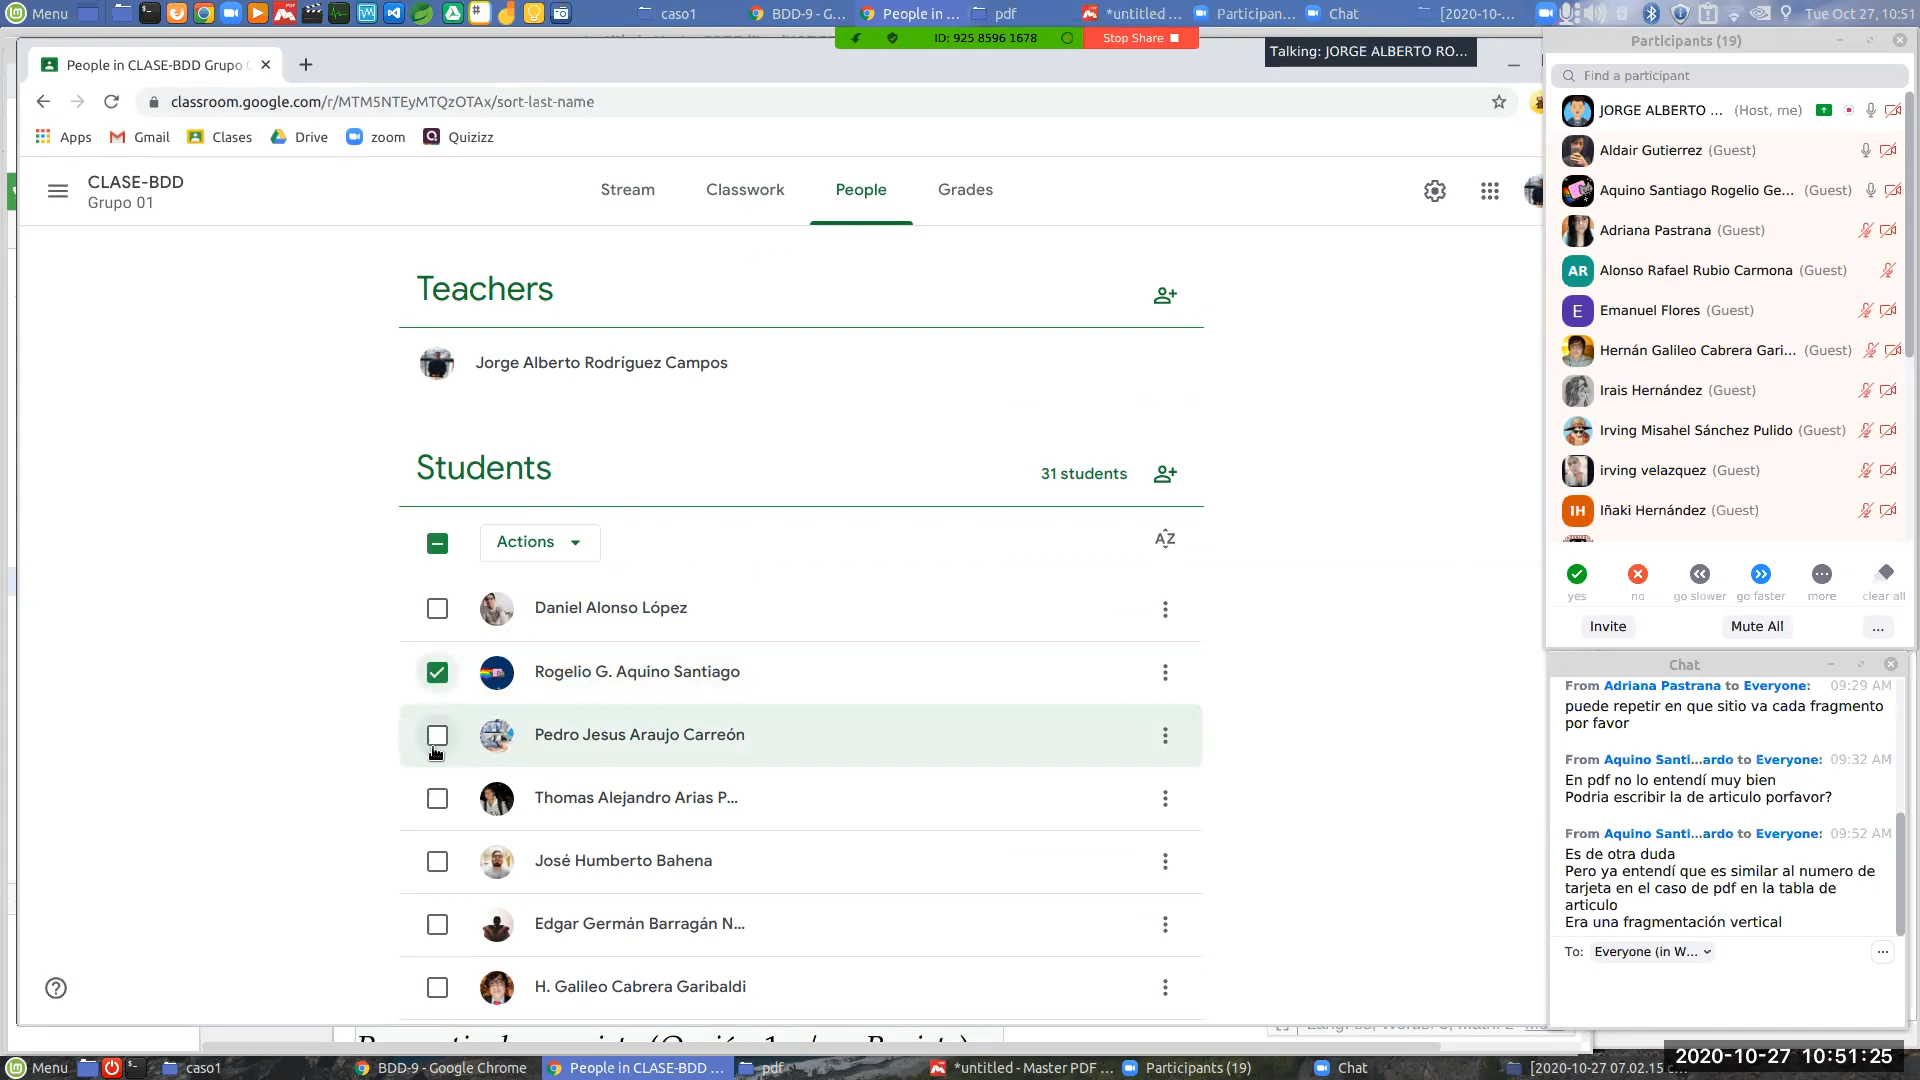 Menu
caso1
BDD-9 - G...
People in ...
pdf
*untitled ...
Participan...
Chat
[2020-10-...
Tue Oct 27, 10:51
ID: 925 8596 1678
Stop Share
Talking: JORGE ALBERTO RO...
People in CLASE-BDD Grupo
classroom.google.com/r/MTM5NTEyMTQzOTAx/sort-last-name
Apps
Gmail
Clases
Drive
zoom
Quizizz
CLASE-BDD
Grupo 01
Stream
Classwork
People
Grades
Teachers
Jorge Alberto Rodríguez Campos
Students
31 students
Actions
AZ
Daniel Alonso López
Rogelio G. Aquino Santiago
Pedro Jesus Araujo Carreón
Thomas Alejandro Arias P...
José Humberto Bahena
Edgar Germán Barragán N...
H. Galileo Cabrera Garibaldi
Participants (19)
Find a participant
JORGE ALBERTO ... (Host, me)
Aldair Gutierrez (Guest)
Aquino Santiago Rogelio Ge... (Guest)
Adriana Pastrana (Guest)
AR Alonso Rafael Rubio Carmona (Guest)
E Emanuel Flores (Guest)
Hernán Galileo Cabrera Gari... (Guest)
Irais Hernández (Guest)
Irving Misahel Sánchez Pulido (Guest)
irving velazquez (Guest)
IH Iñaki Hernández (Guest)
yes
no
go slower
go faster
more
clear all
Invite
Mute All
...
Chat
From Adriana Pastrana to Everyone: 09:29 AM
puede repetir en que sitio va cada fragmento
por favor
From Aquino Santi...ardo to Everyone: 09:32 AM
En pdf no lo entendí muy bien
Podria escribir la de articulo porfavor?
From Aquino Santi...ardo to Everyone: 09:52 AM
Es de otra duda
Pero ya entendí que es similar al numero de
tarjeta en el caso de pdf en la tabla de
articulo
Era una fragmentación vertical
To: Everyone (in W...
Menu
caso1
BDD-9 - Google Chrome
People in CLASE-BDD ...
pdf
*untitled - Master PDF ...
Participants (19)
Chat
[2020-10-27 07.02.15 c...
2020-10-27 10:51:25